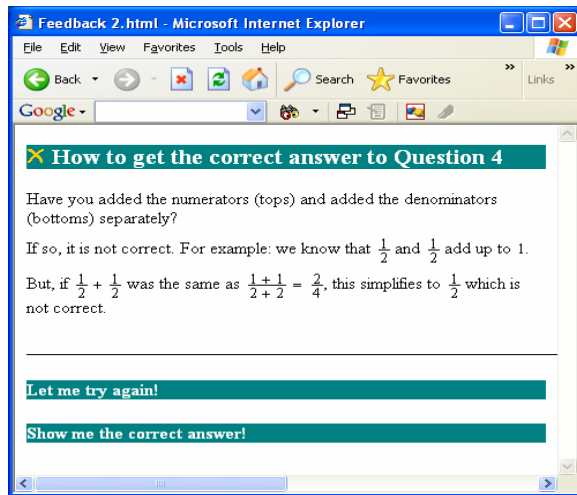 Feedback 2.html - Microsoft Internet Explorer
File Edit View Favorites Tools Help
Back Search Favorites » Links »
Google
How to get the correct answer to Question 4
Have you added the numerators (tops) and added the denominators
(bottoms) separately?
If so, it is not correct. For example: we know that 1/2 and 1/2 add up to 1.
But, if 1/2 + 1/2 was the same as (1 + 1)/(2 + 2) = 2/4, this simplifies to 1/2 which is
not correct.
Let me try again!
Show me the correct answer!